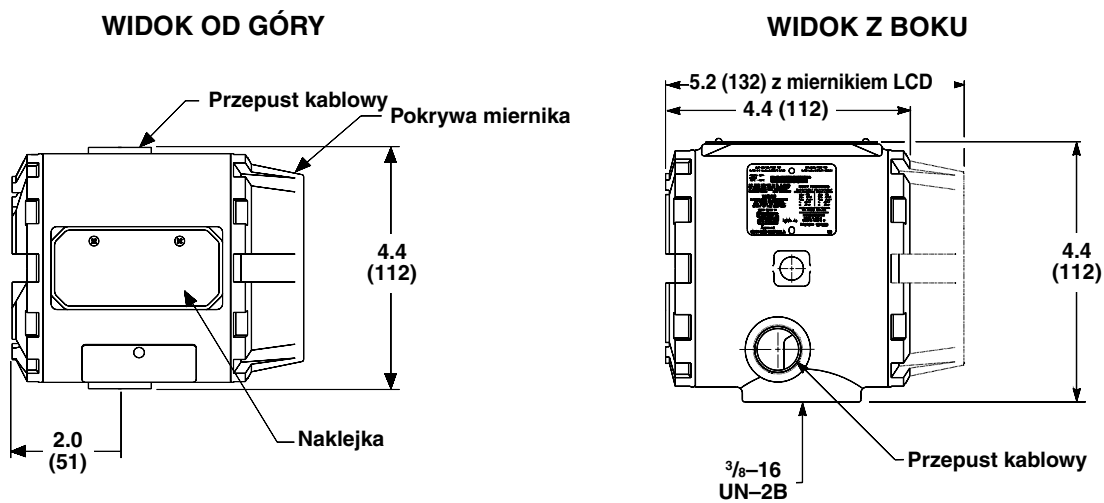 WIDOK OD GÓRY
Przepust kablowy
Pokrywa miernika
4.4
(112)
2.0
(51)
Naklejka
WIDOK Z BOKU
5.2 (132) z miernikiem LCD
4.4 (112)
4.4
(112)
3/8–16
UN–2B
Przepust kablowy